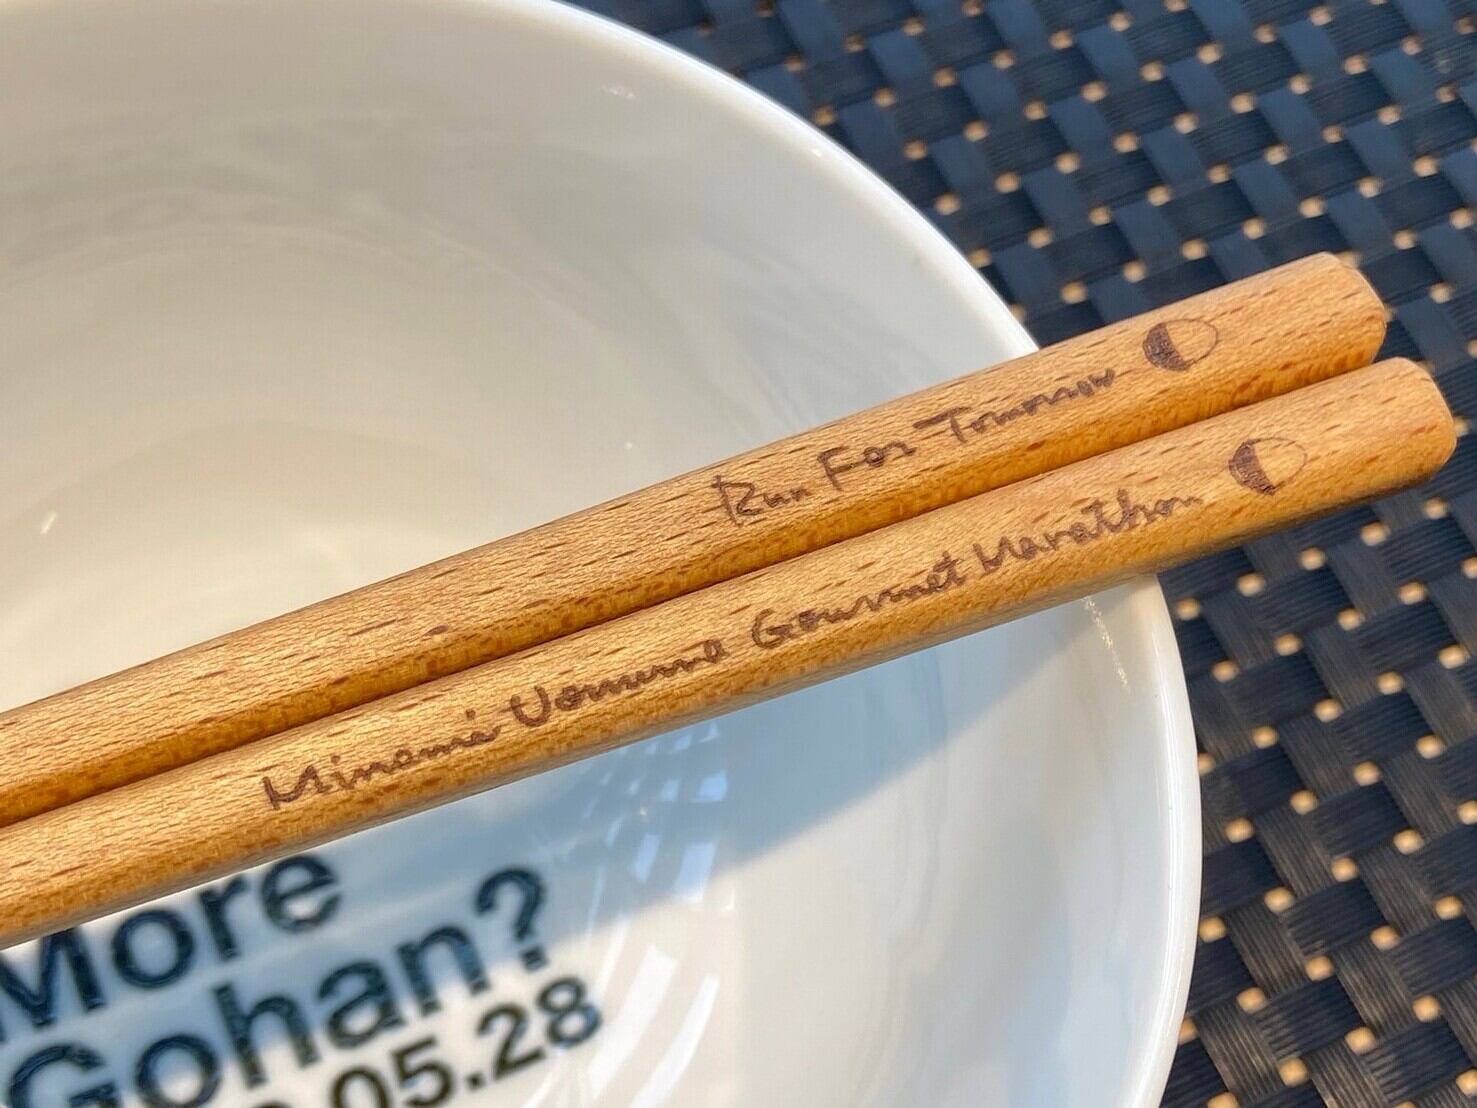 Run For Tomorrow
Minami Uonuma Gourmet Marathon
More
Gohan?
05.28